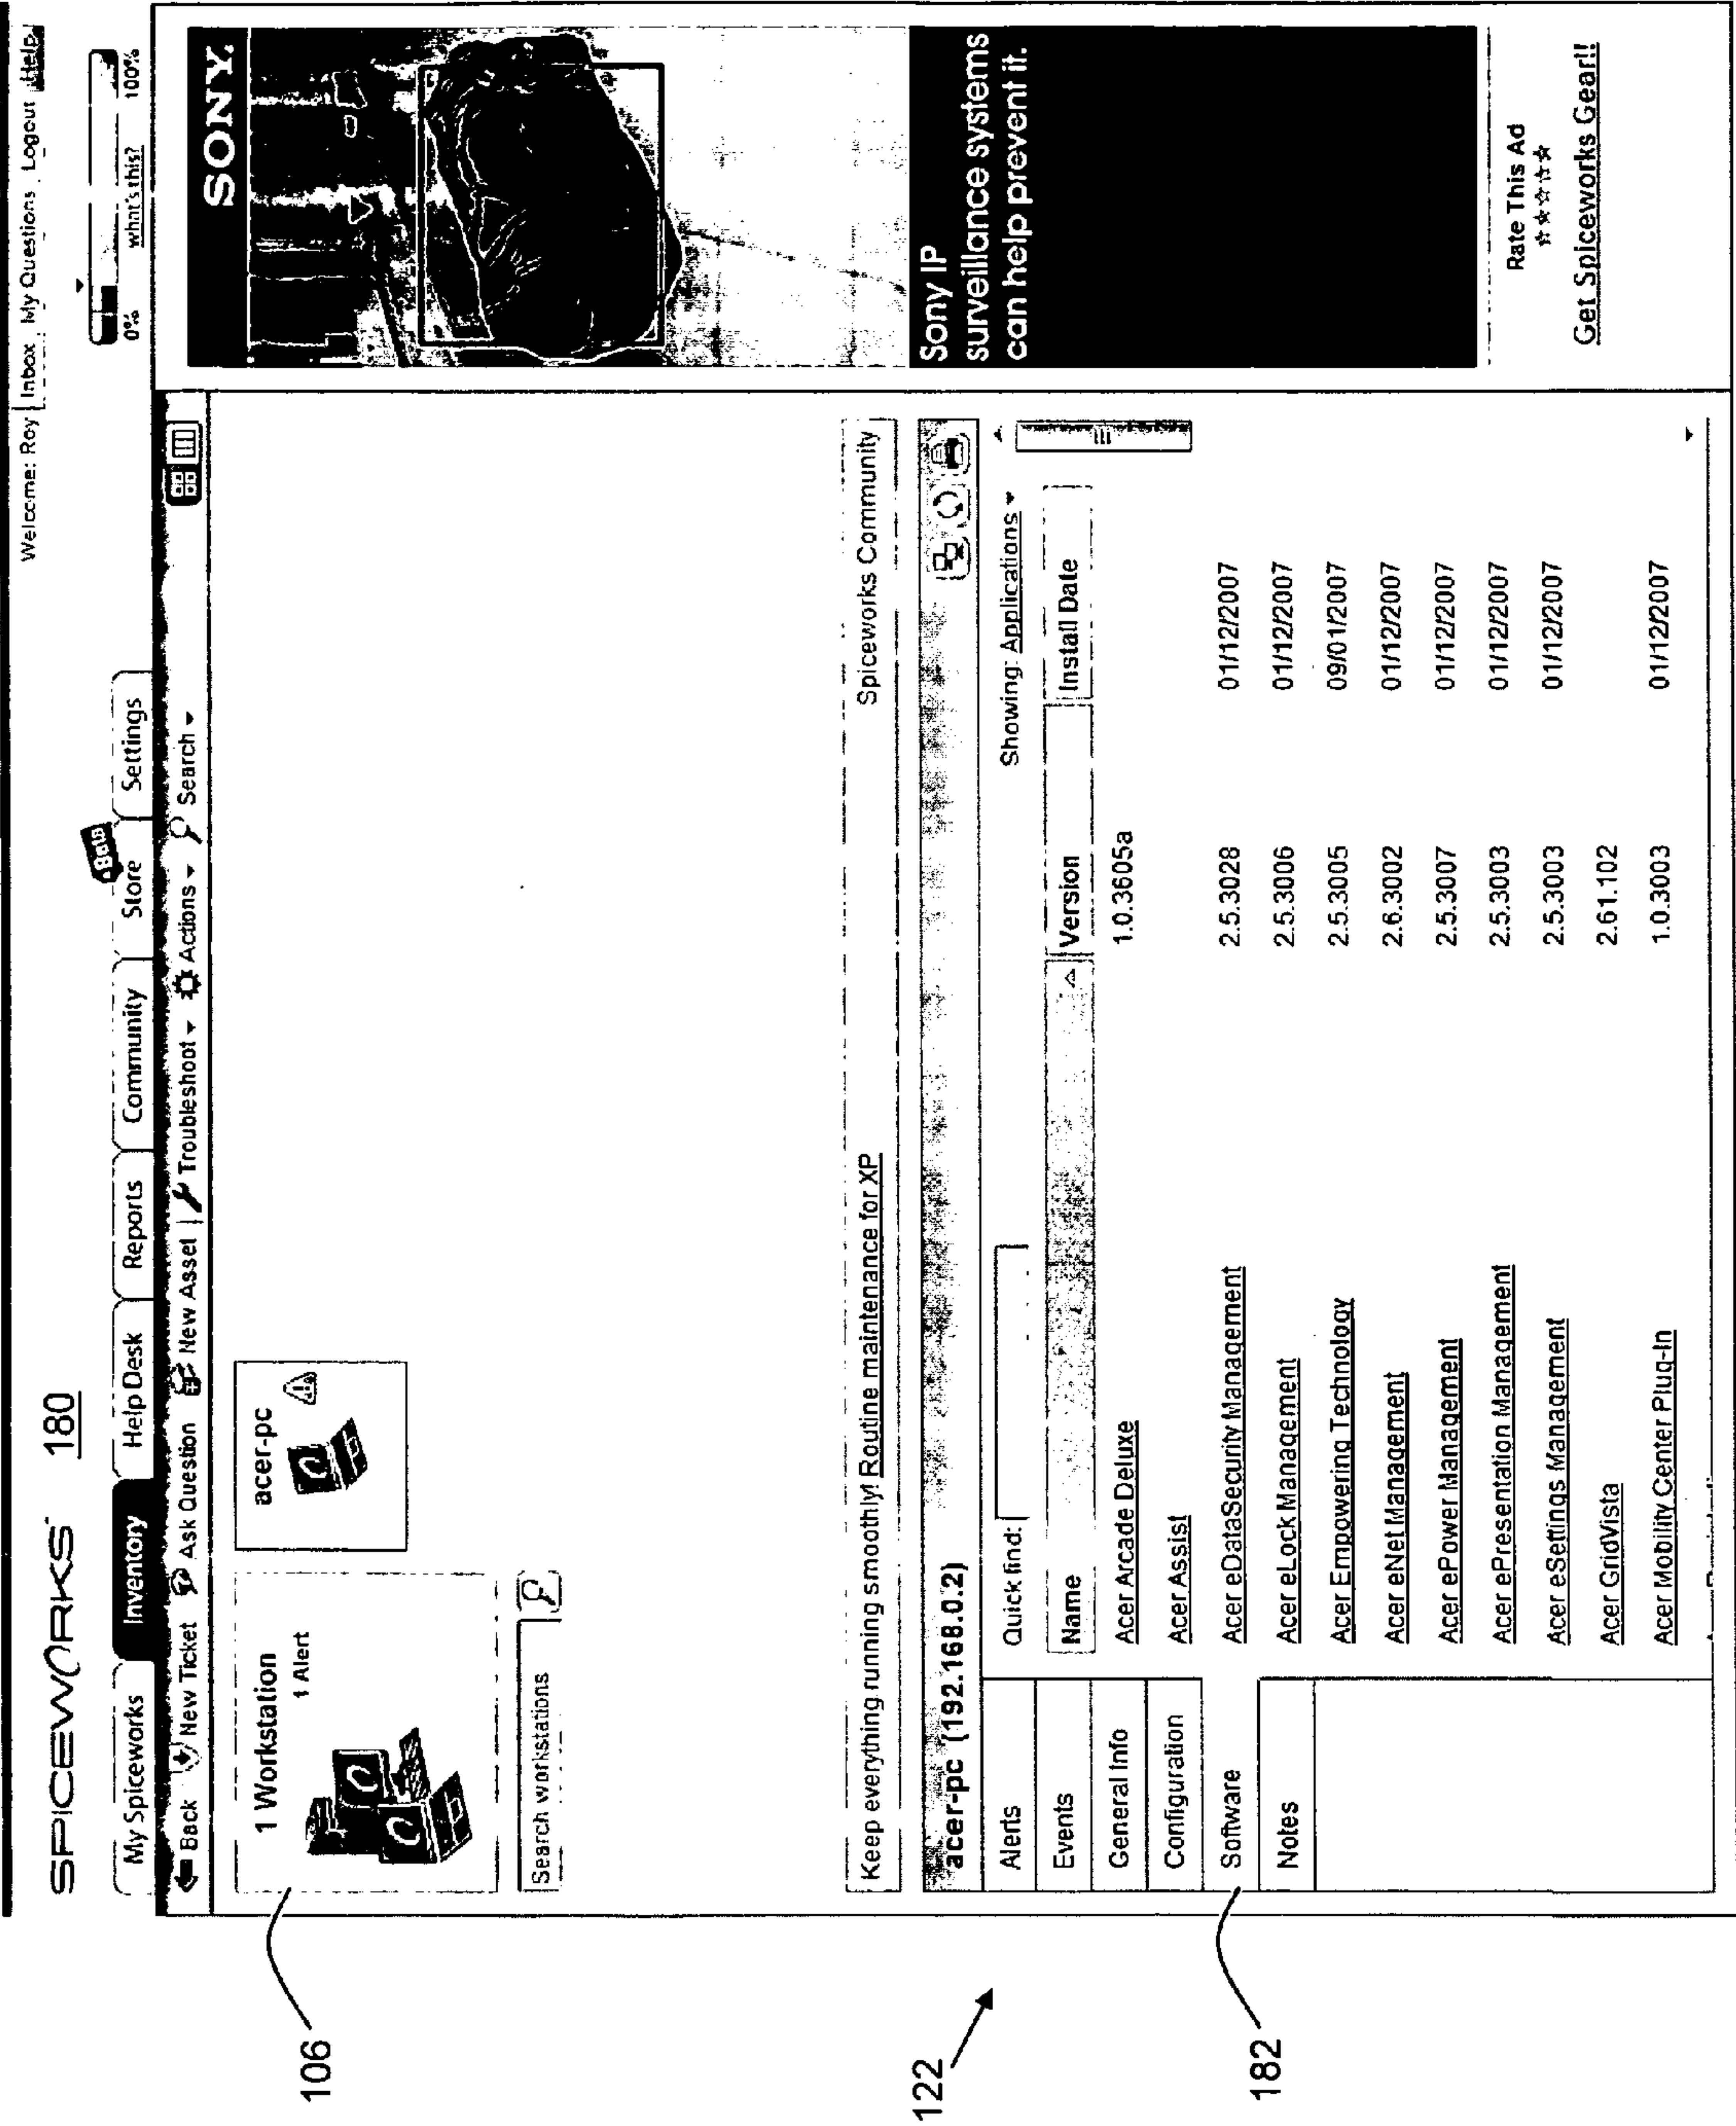 Welcome: Roy Inbox My Questions Logout Help
SPICEWORKS 180
0% what's this? 100%
My Spiceworks Inventory Help Desk Reports Community Store Beta Settings
Back New Ticket Ask Question New Asset Troubleshoot Actions Search
SONY
1 Workstation
1 Alert
acer-pc
106
Search workstations
Keep everything running smoothly! Routine maintenance for XP Spiceworks Community
122
acer-pc (192.168.0.2)
Sony IP
surveillance systems
can help prevent it.
Alerts
Events
General Info
Configuration
Software
Notes
182
Quick find: Showing: Applications
Name Version Install Date
Acer Arcade Deluxe 1.0.3605a
Acer Assist
Acer eDataSecurity Management 2.5.3028 01/12/2007
Acer eLock Management 2.5.3006 01/12/2007
Acer Empowering Technology 2.5.3005 09/01/2007
Acer eNet Management 2.6.3002 01/12/2007
Acer ePower Management 2.5.3007 01/12/2007
Acer ePresentation Management 2.5.3003 01/12/2007
Acer eSettings Management 2.5.3003 01/12/2007
Acer GridVista 2.61.102
Acer Mobility Center Plug-In 1.0.3003 01/12/2007
Rate This Ad
Get Spiceworks Gear!!